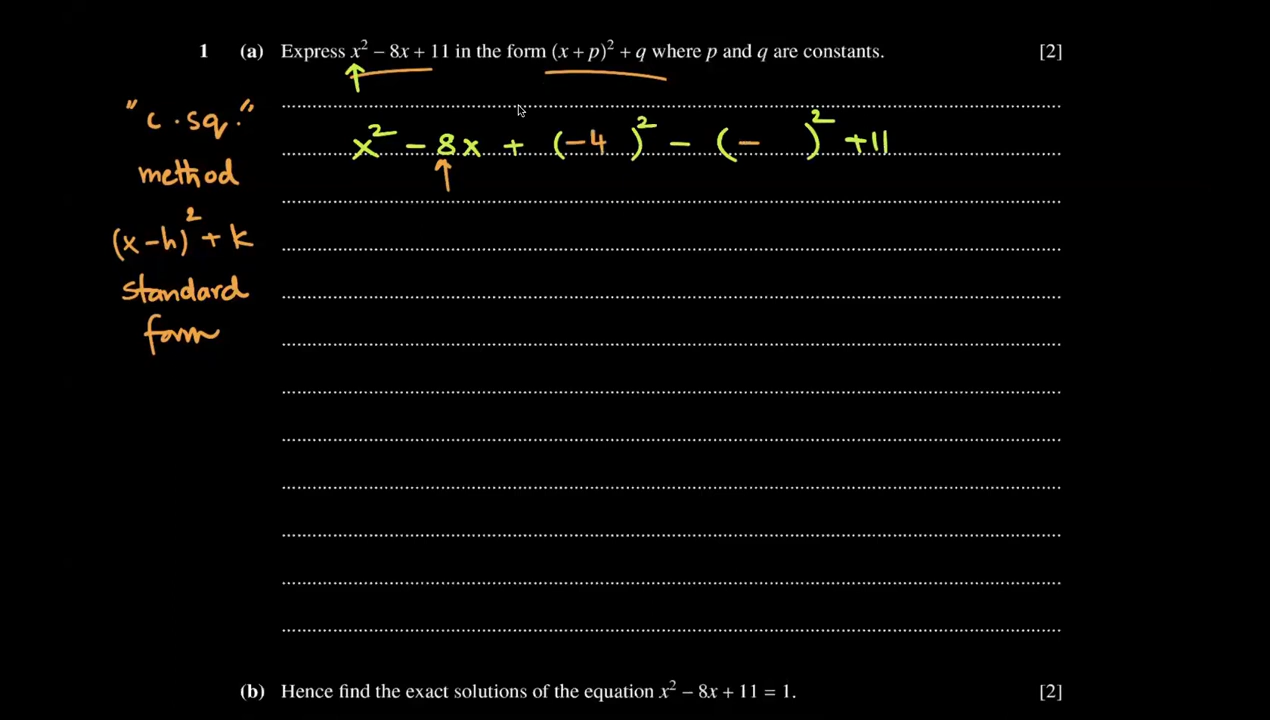 1 (a) Express x² − 8x + 11 in the form (x + p)² + q where p and q are constants. [2]
"c.sq."
method
(x − h)² + k
standard
form
x² − 8x + (−4 )² − (− )² + 11
(b) Hence find the exact solutions of the equation x² − 8x + 11 = 1. [2]